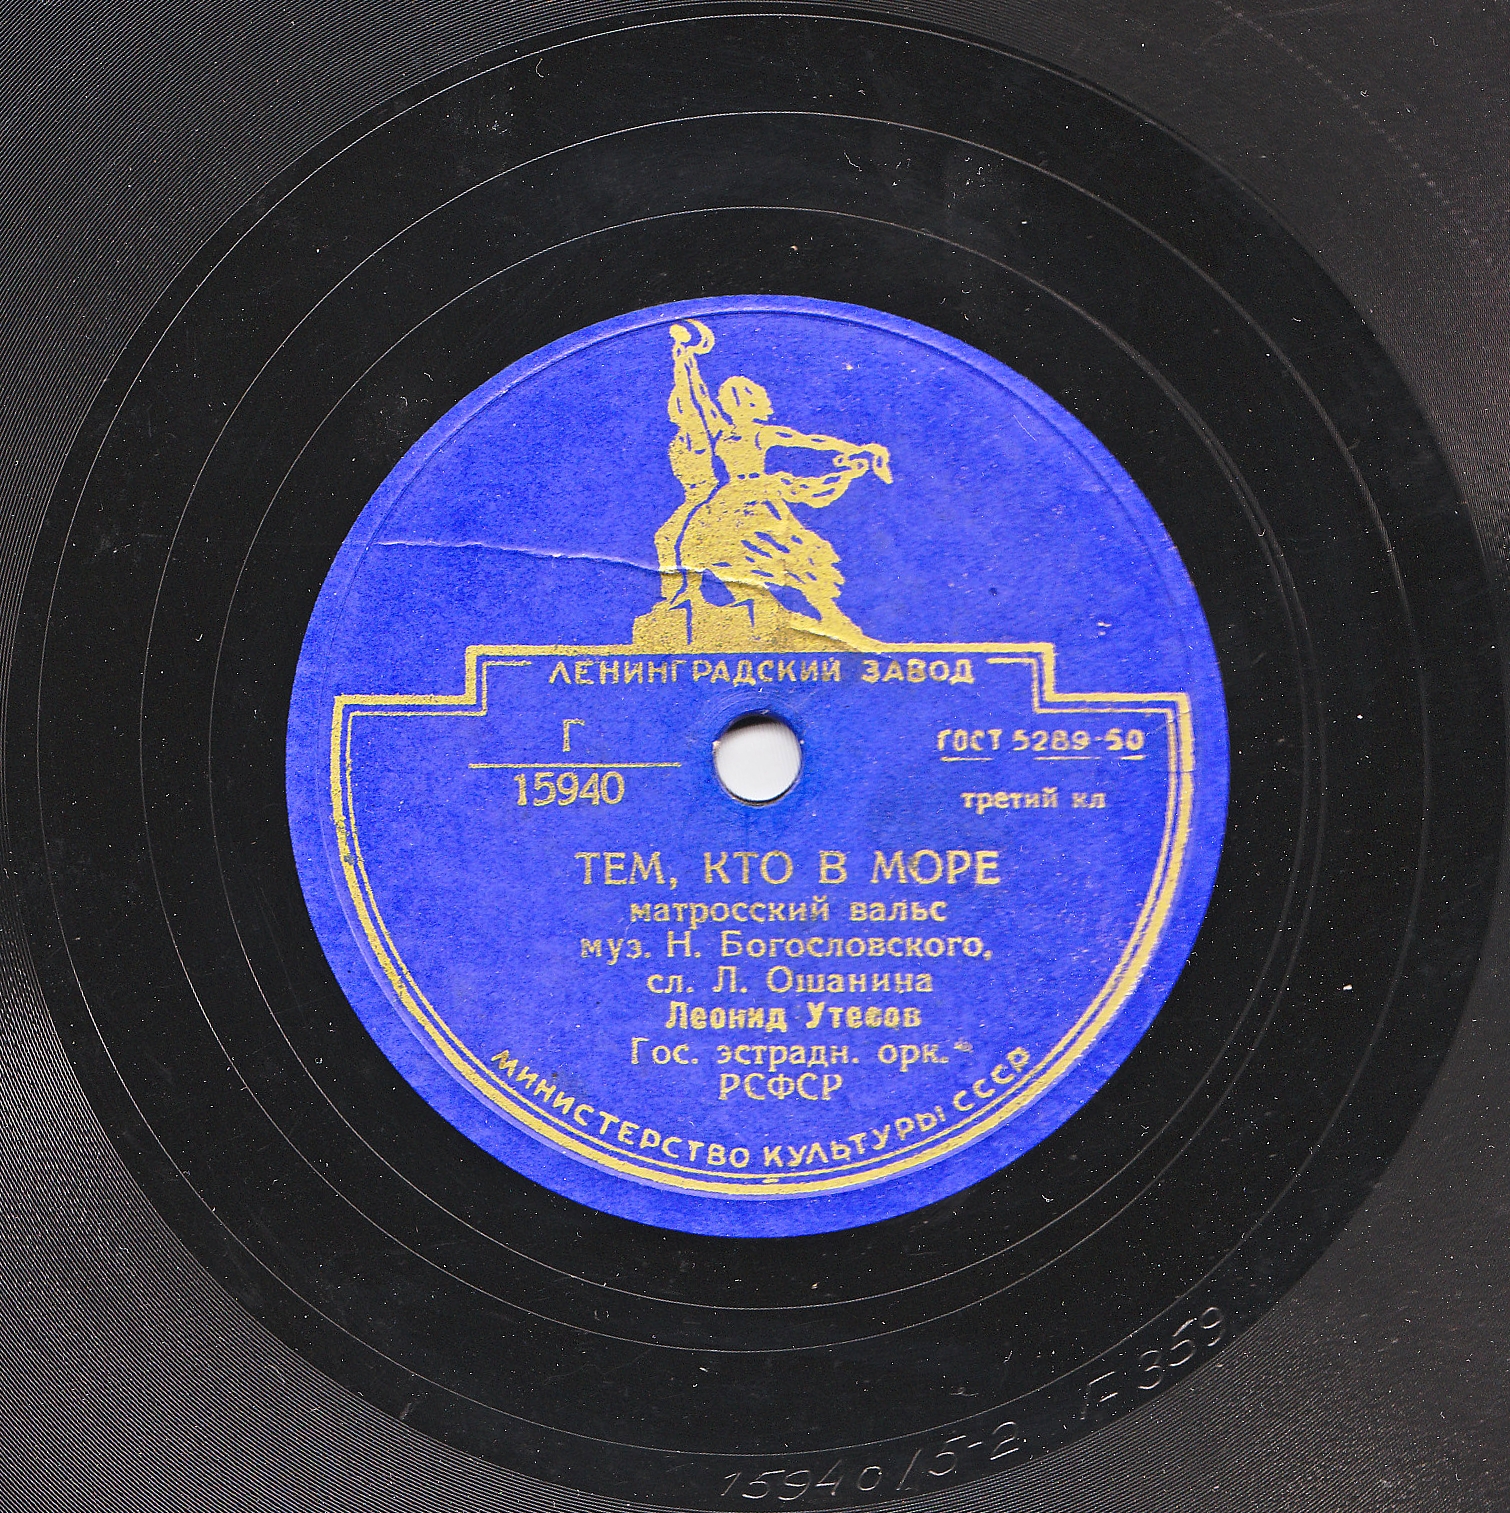 ЛЕНИНГРАДСКИЙ ЗАВОД
Г
15940
ГОСТ 5289-50
третий кл
ТЕМ, КТО В МОРЕ
матросский вальс
муз. Н. Богословского,
сл. Л. Ошанина
Леонид Утесов
Гос. эстрадн. орк.
РСФСР
МИНИСТЕРСТВО КУЛЬТУРЫ СССР
15940/5-2
359